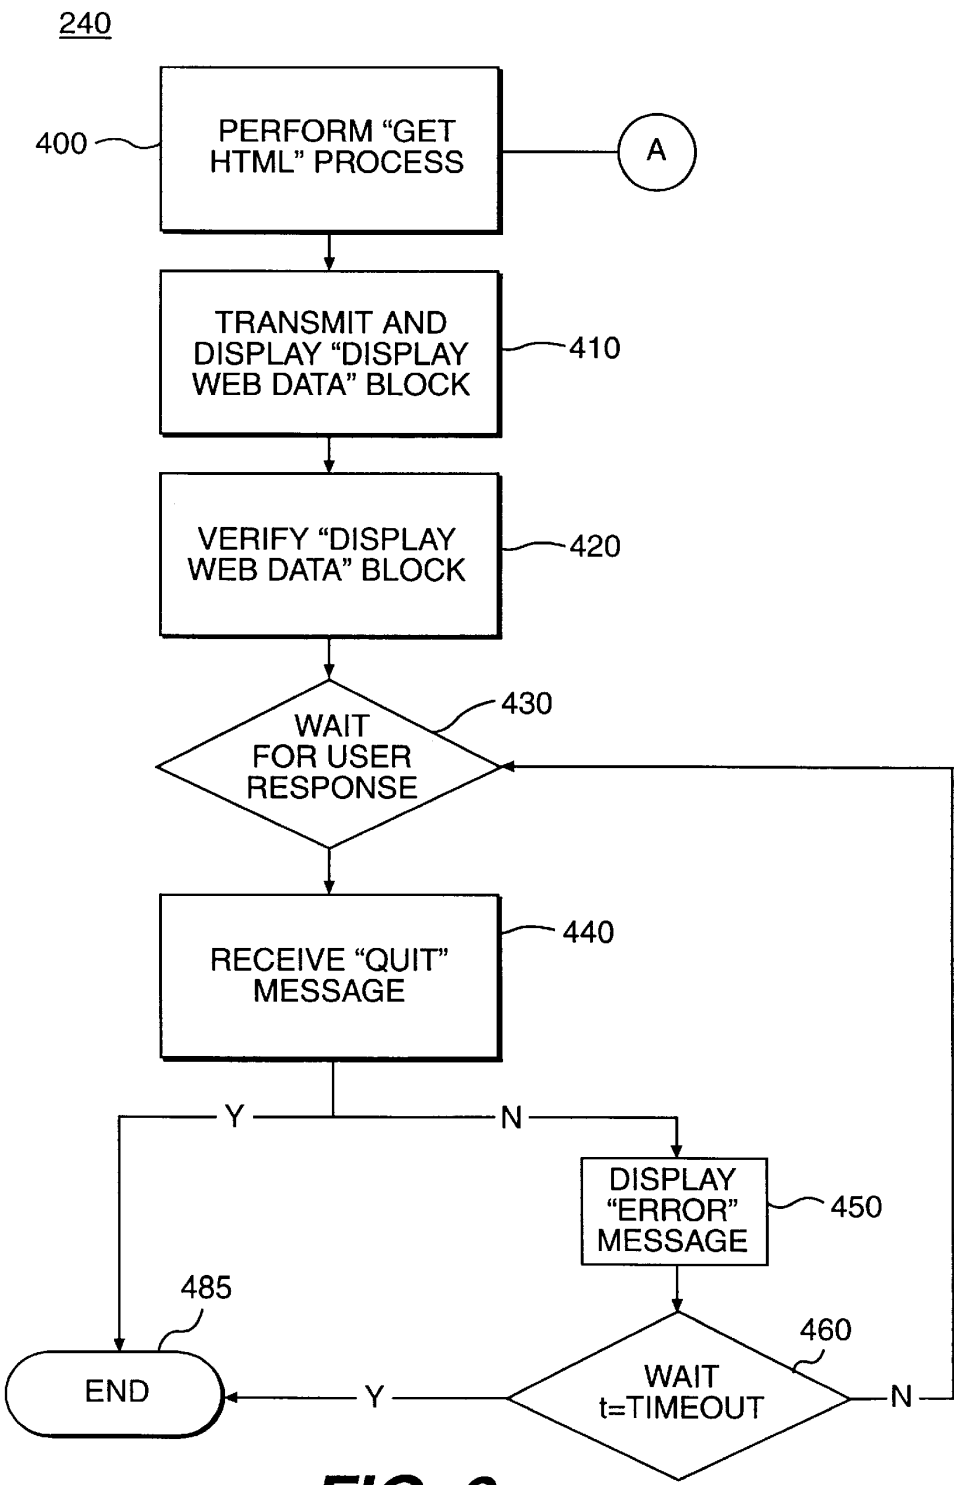 240
PERFORM “GET
HTML” PROCESS
400
A
TRANSMIT AND
DISPLAY “DISPLAY
WEB DATA” BLOCK
410
VERIFY “DISPLAY
WEB DATA” BLOCK
420
430
WAIT
FOR USER
RESPONSE
440
RECEIVE “QUIT”
MESSAGE
Y
N
DISPLAY
“ERROR”
MESSAGE
450
485
END
Y
460
WAIT
t=TIMEOUT
N
FIG.